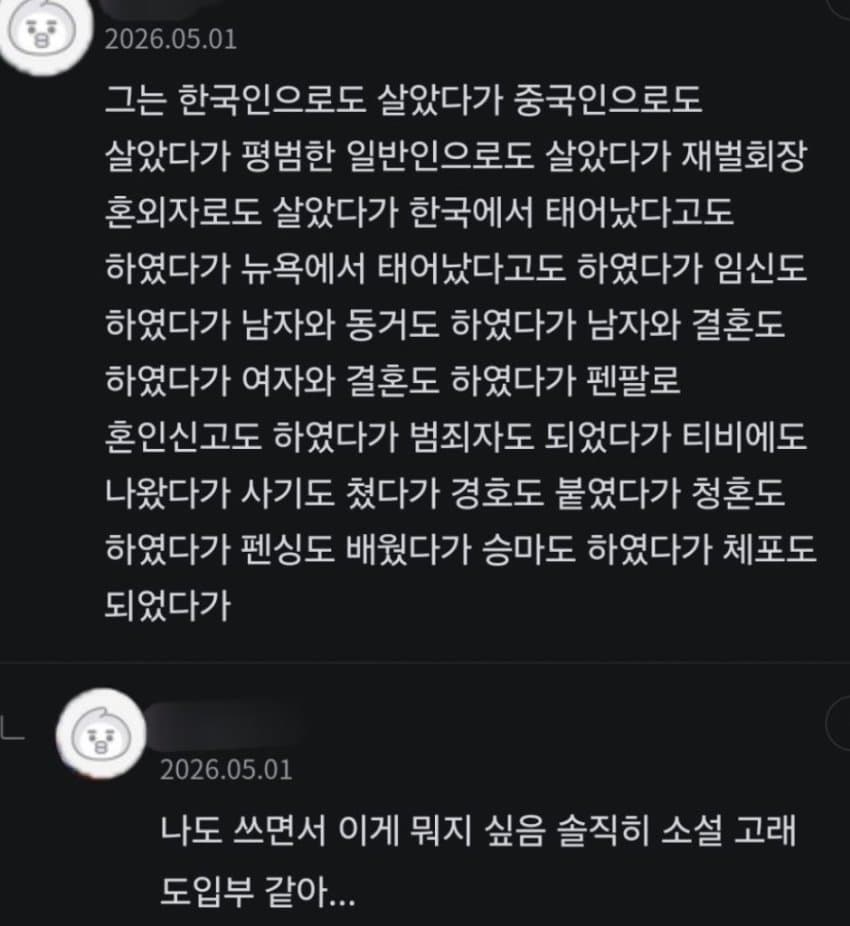 2026.05.01
그는 한국인으로도 살았다가 중국인으로도
살았다가 평범한 일반인으로도 살았다가 재벌회장
혼외자로도 살았다가 한국에서 태어났다고도
하였다가 뉴욕에서 태어났다고도 하였다가 임신도
하였다가 남자와 동거도 하였다가 남자와 결혼도
하였다가 여자와 결혼도 하였다가 펜팔로
혼인신고도 하였다가 범죄자도 되었다가 티비에도
나왔다가 사기도 쳤다가 경호도 붙였다가 청혼도
하였다가 펜싱도 배웠다가 승마도 하였다가 체포도
되었다가
2026.05.01
나도 쓰면서 이게 뭐지 싶음 솔직히 소설 고래
도입부 같아...